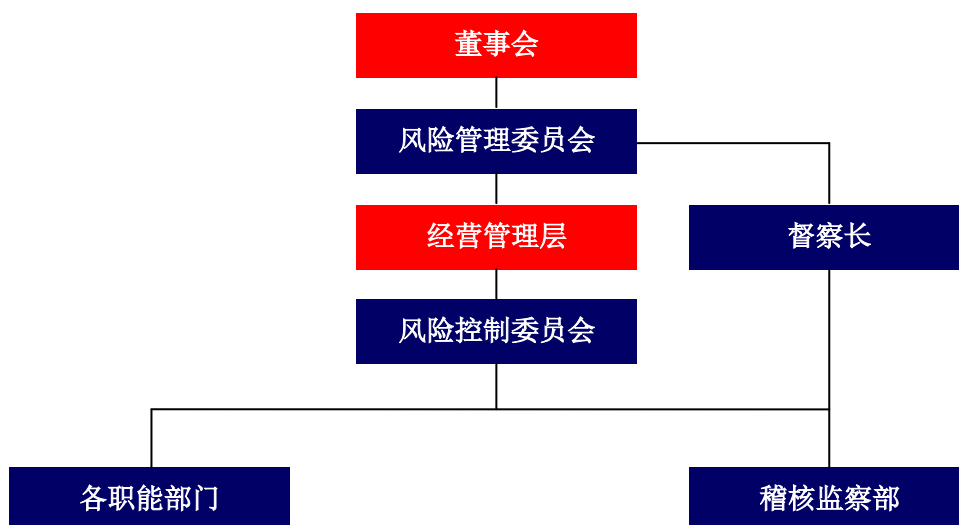 董事会
风险管理委员会
经营管理层
督察长
风险控制委员会
各职能部门
稽核监察部